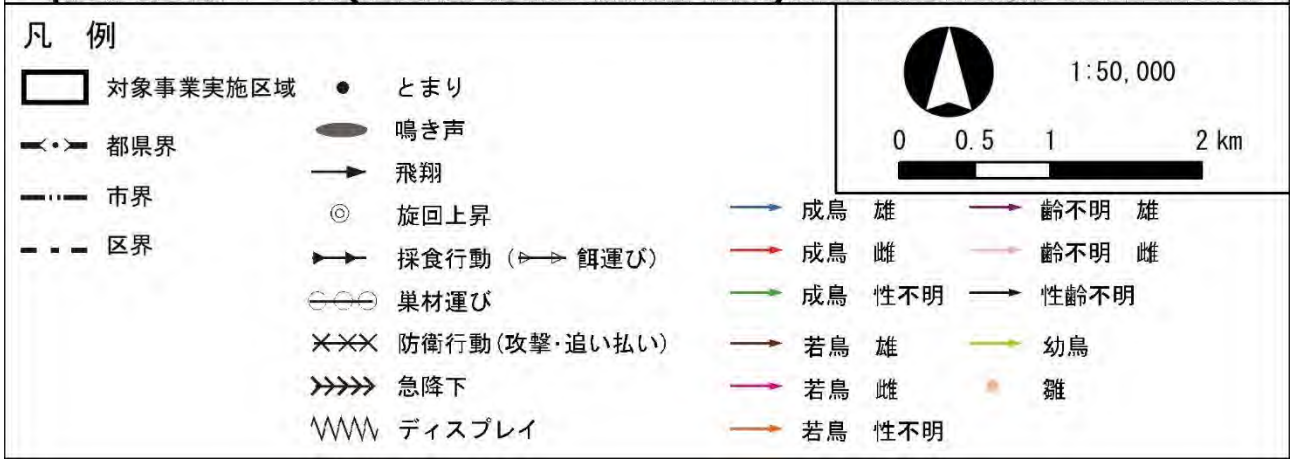 凡 例
対象事業実施区域
都県界
市界
区界
とまり
鳴き声
飛翔
旋回上昇
採食行動 ( 餌運び)
巣材運び
防衛行動(攻撃･追い払い)
急降下
ディスプレイ
1:50,000
0 0.5 1 2 km
成鳥 雄
成鳥 雌
成鳥 性不明
若鳥 雄
若鳥 雌
若鳥 性不明
齢不明 雄
齢不明 雌
性齢不明
幼鳥
雛